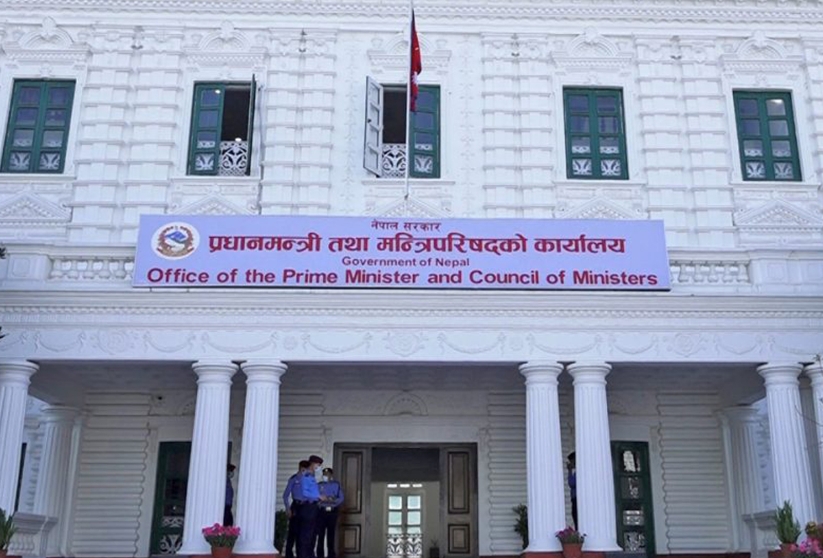 नेपाल सरकार
प्रधानमन्त्री तथा मन्त्रिपरिषद्को कार्यालय
Government of Nepal
Office of the Prime Minister and Council of Ministers